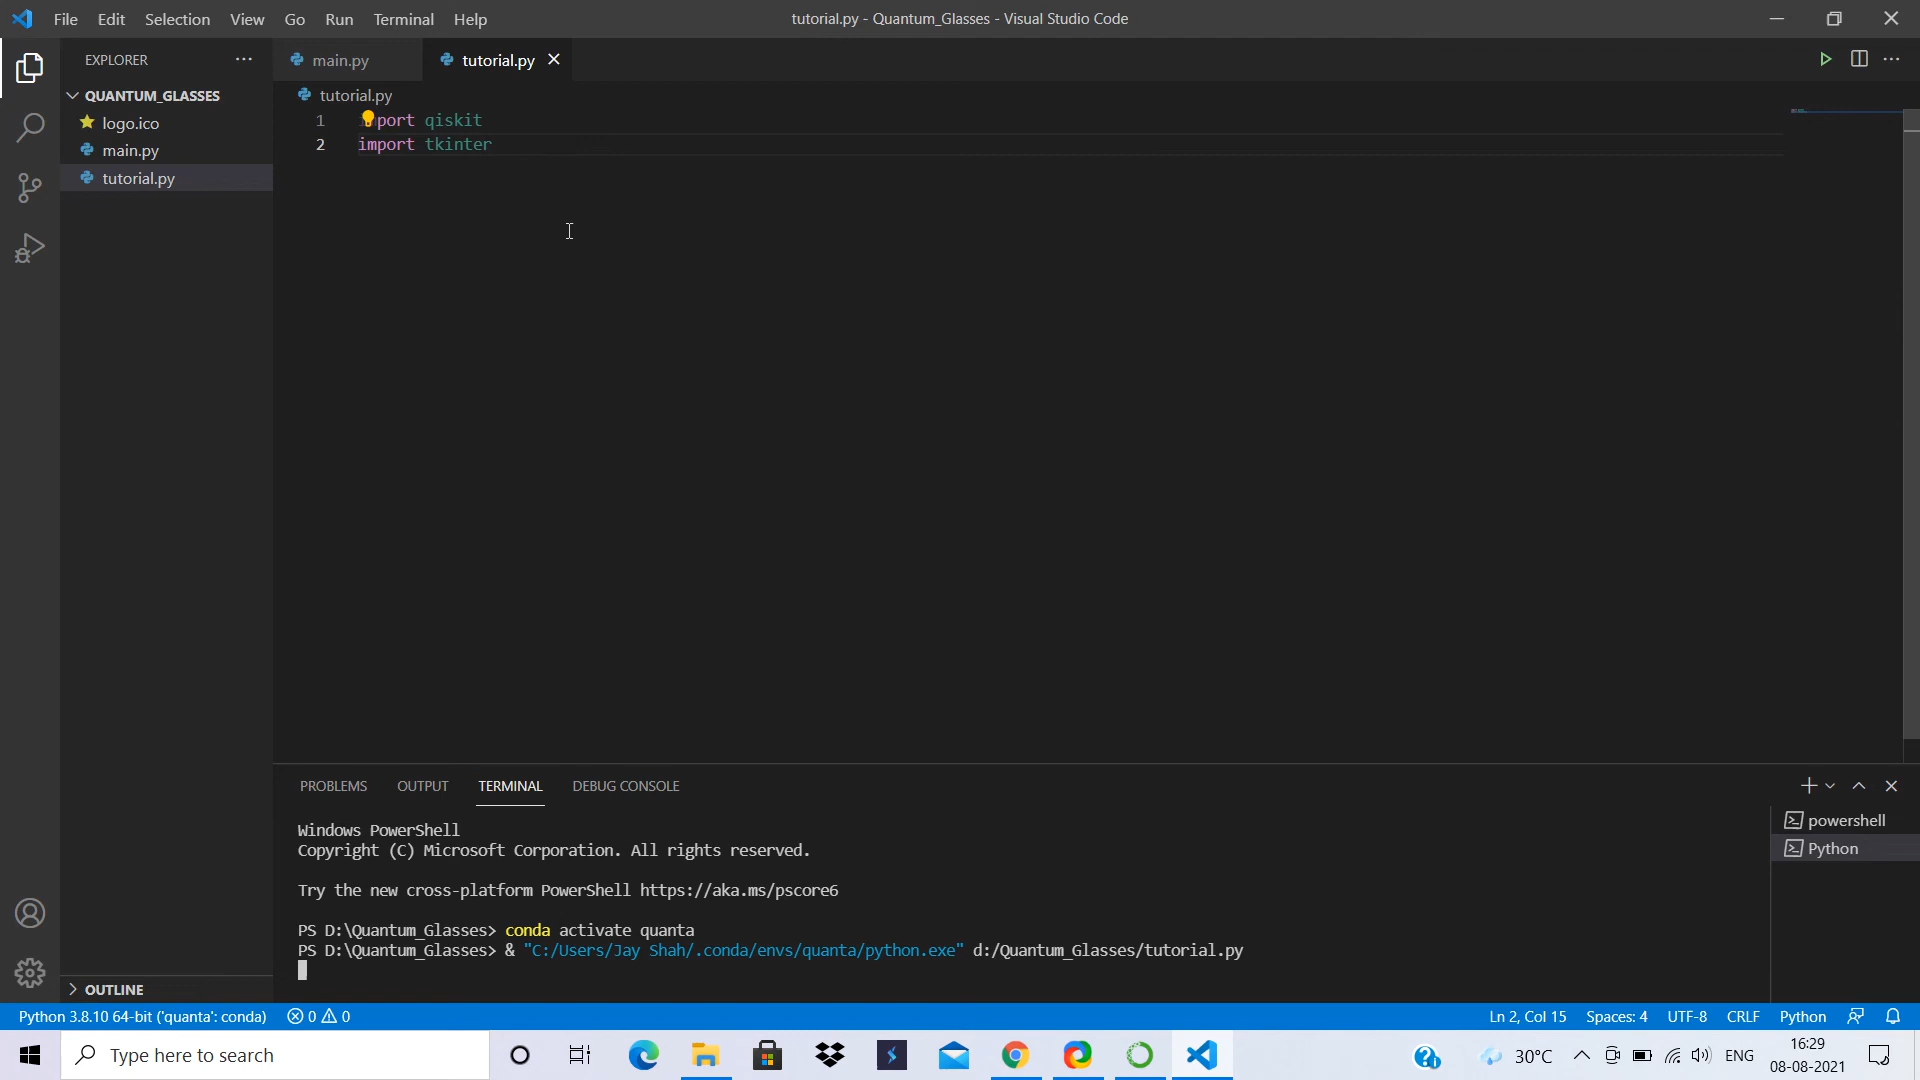 File Edit Selection View Go Run Terminal Help
tutorial.py - Quantum_Glasses - Visual Studio Code
EXPLORER
QUANTUM_GLASSES
logo.ico
main.py
tutorial.py
OUTLINE
main.py
tutorial.py
tutorial.py
1 port qiskit
2 import tkinter
PROBLEMS OUTPUT TERMINAL DEBUG CONSOLE
Windows PowerShell
Copyright (C) Microsoft Corporation. All rights reserved.
Try the new cross-platform PowerShell https://aka.ms/pscore6
PS D:\Quantum_Glasses> conda activate quanta
PS D:\Quantum_Glasses> & "C:/Users/Jay Shah/.conda/envs/quanta/python.exe" d:/Quantum_Glasses/tutorial.py
powershell
Python
Python 3.8.10 64-bit ('quanta': conda) 0 0
Ln 2, Col 15 Spaces: 4 UTF-8 CRLF Python
Type here to search
30°C
ENG
16:29
08-08-2021